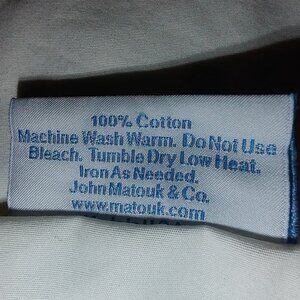 100% Cotton
Machine Wash Warm. Do Not Use
Bleach. Tumble Dry Low Heat.
Iron As Needed.
John Matouk & Co.
www.matouk.com